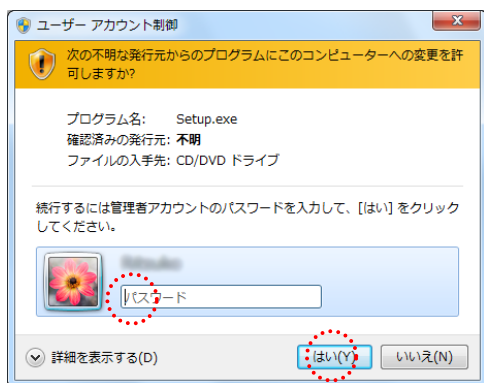 ユーザー アカウント制御
次の不明な発行元からのプログラムにこのコンピューターへの変更を許
可しますか?
プログラム名: Setup.exe
確認済みの発行元: 不明
ファイルの入手先: CD/DVD ドライブ
続行するには管理者アカウントのパスワードを入力して、[はい] をクリック
してください。
パスワード
詳細を表示する(D)
はい(Y)
いいえ(N)